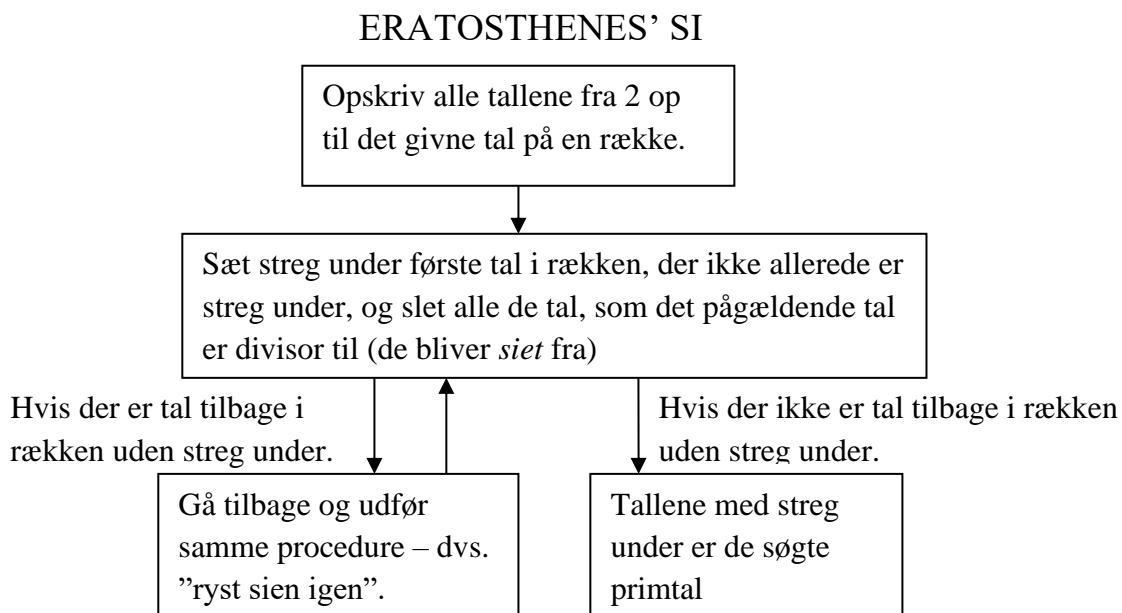 ERATOSTHENES’ SI
Opskriv alle tallene fra 2 op
til det givne tal på en række.
Sæt streg under første tal i rækken, der ikke allerede er
streg under, og slet alle de tal, som det pågældende tal
er divisor til (de bliver siet fra)
Hvis der er tal tilbage i
rækken uden streg under.
Hvis der ikke er tal tilbage i rækken
uden streg under.
Gå tilbage og udfør
samme procedure – dvs.
”ryst sien igen”.
Tallene med streg
under er de søgte
primtal